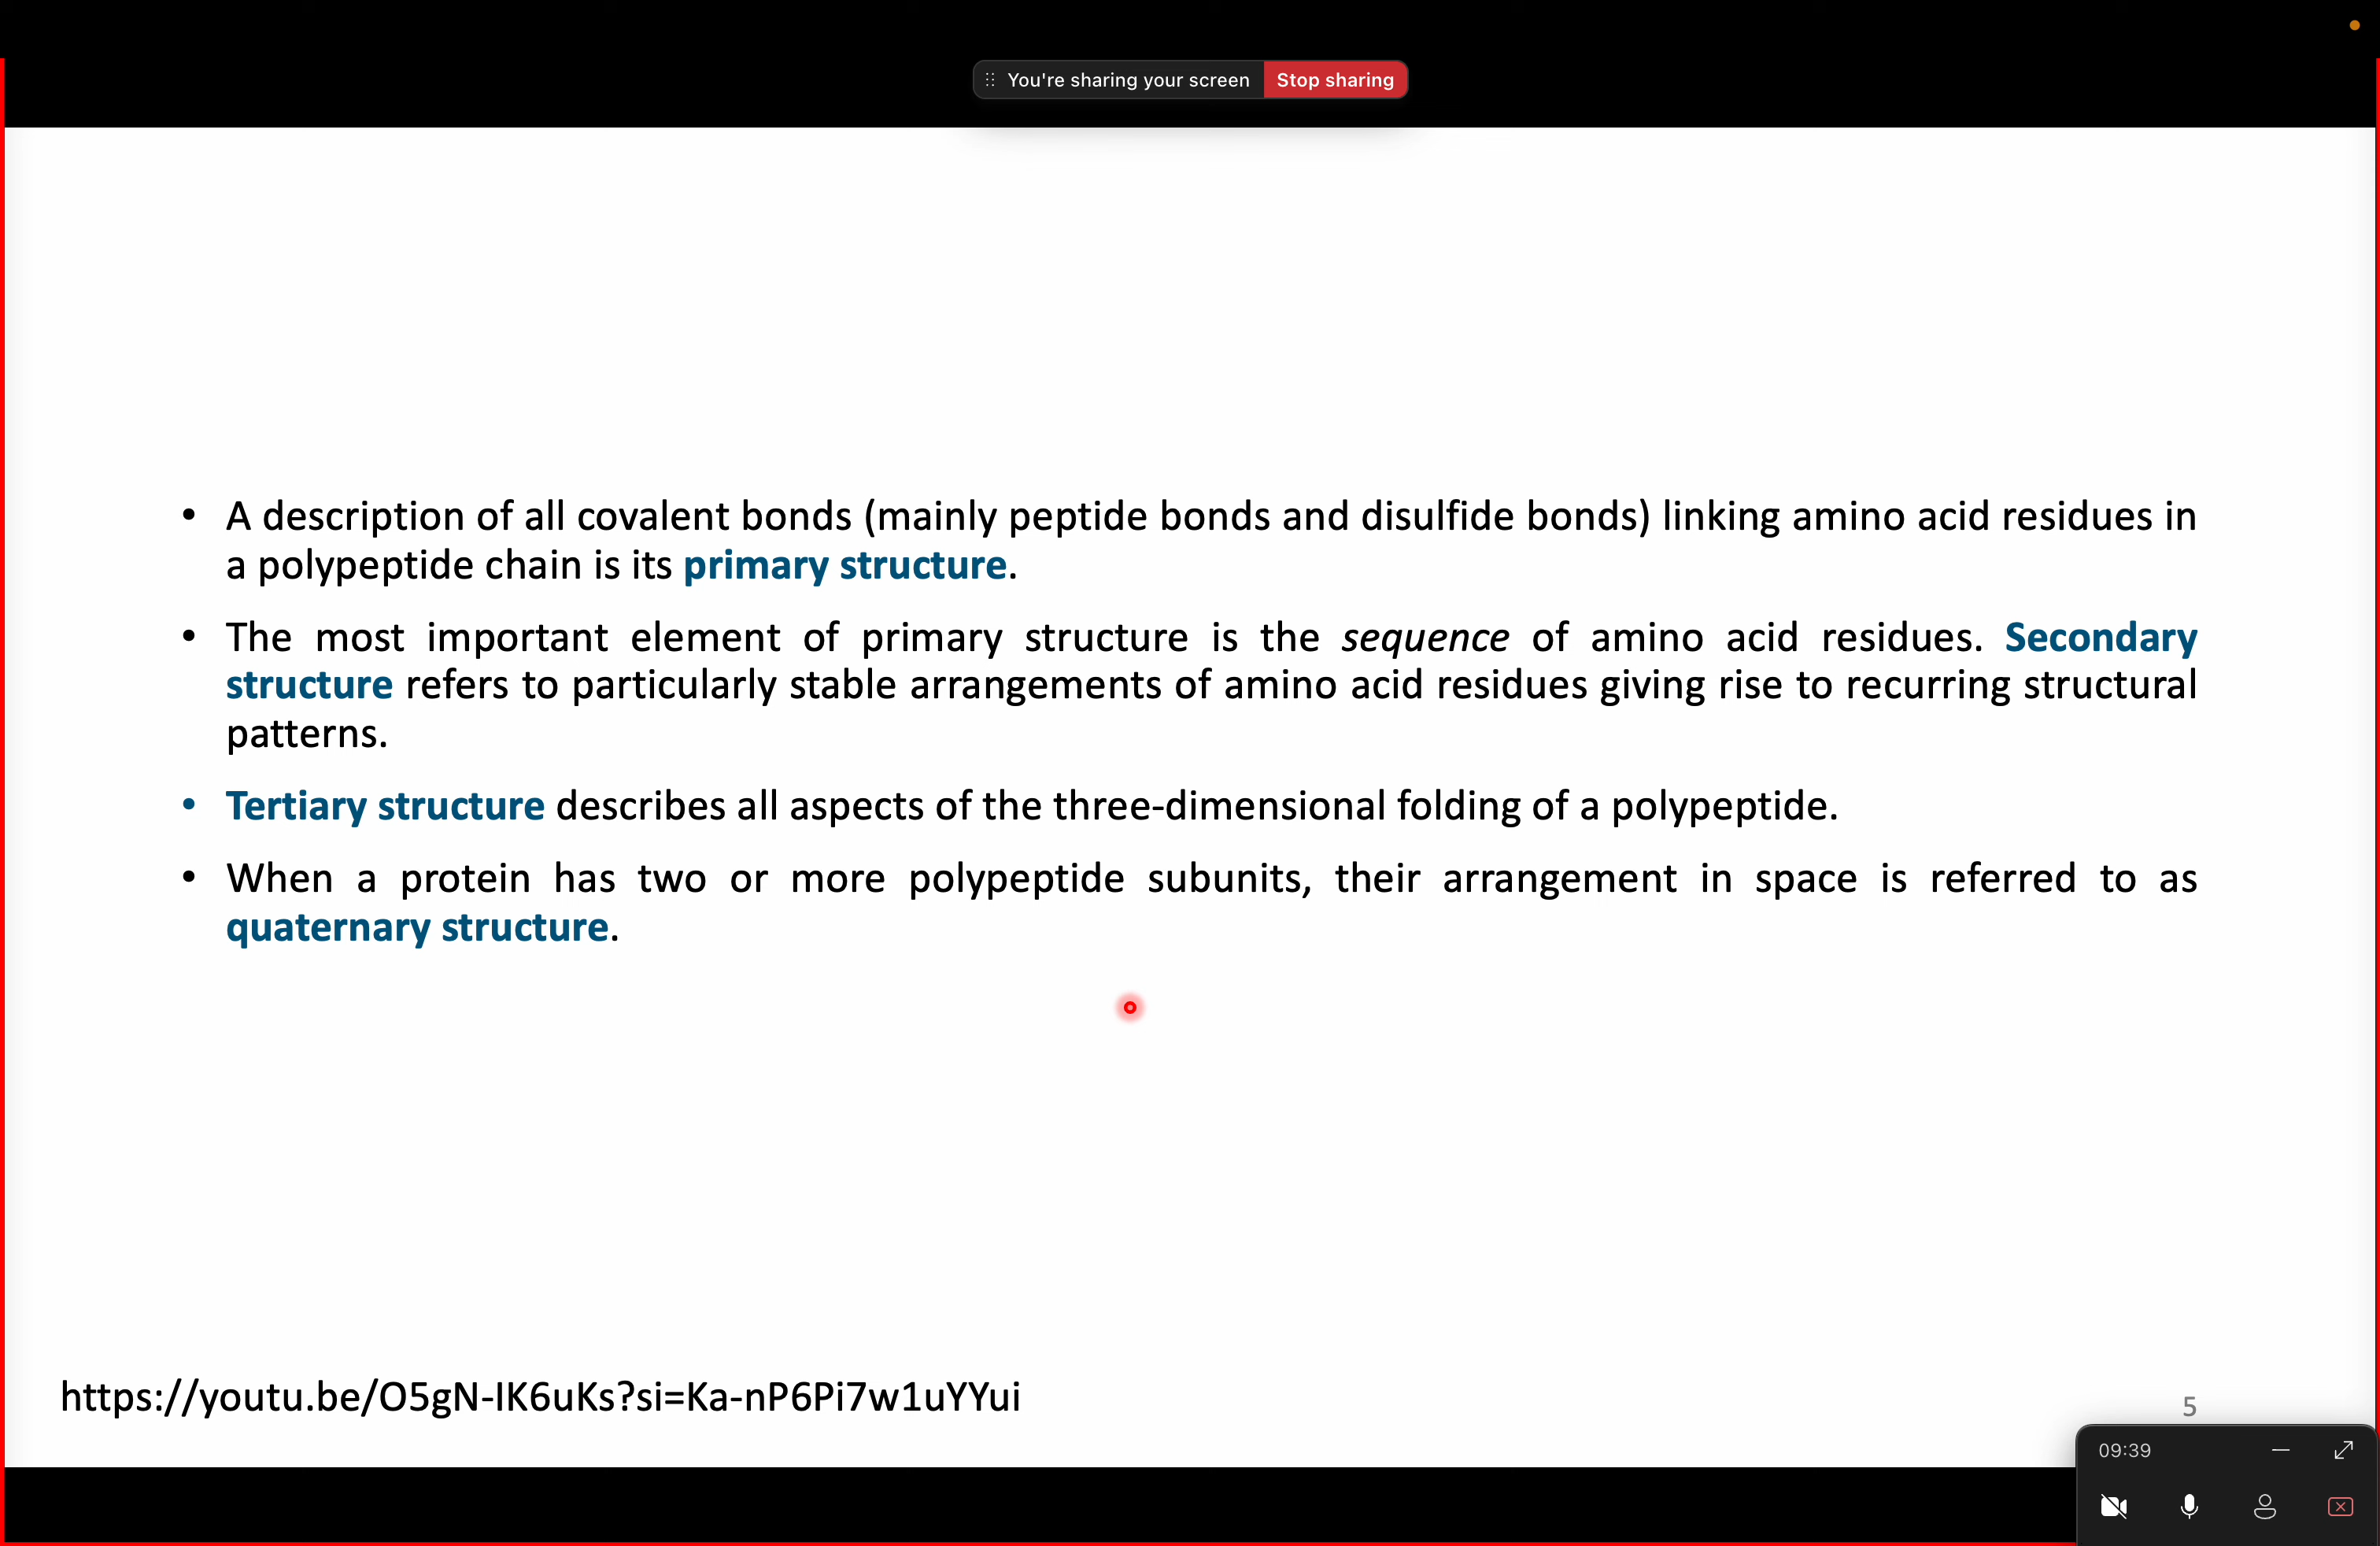 You're sharing your screen Stop sharing
• A description of all covalent bonds (mainly peptide bonds and disulfide bonds) linking amino acid residues in
a polypeptide chain is its primary structure.
• The most important element of primary structure is the sequence of amino acid residues. Secondary
structure refers to particularly stable arrangements of amino acid residues giving rise to recurring structural
patterns.
• Tertiary structure describes all aspects of the three-dimensional folding of a polypeptide.
• When a protein has two or more polypeptide subunits, their arrangement in space is referred to as
quaternary structure.
https://youtu.be/O5gN-IK6uKs?si=Ka-nP6Pi7w1uYYui
5
09:39